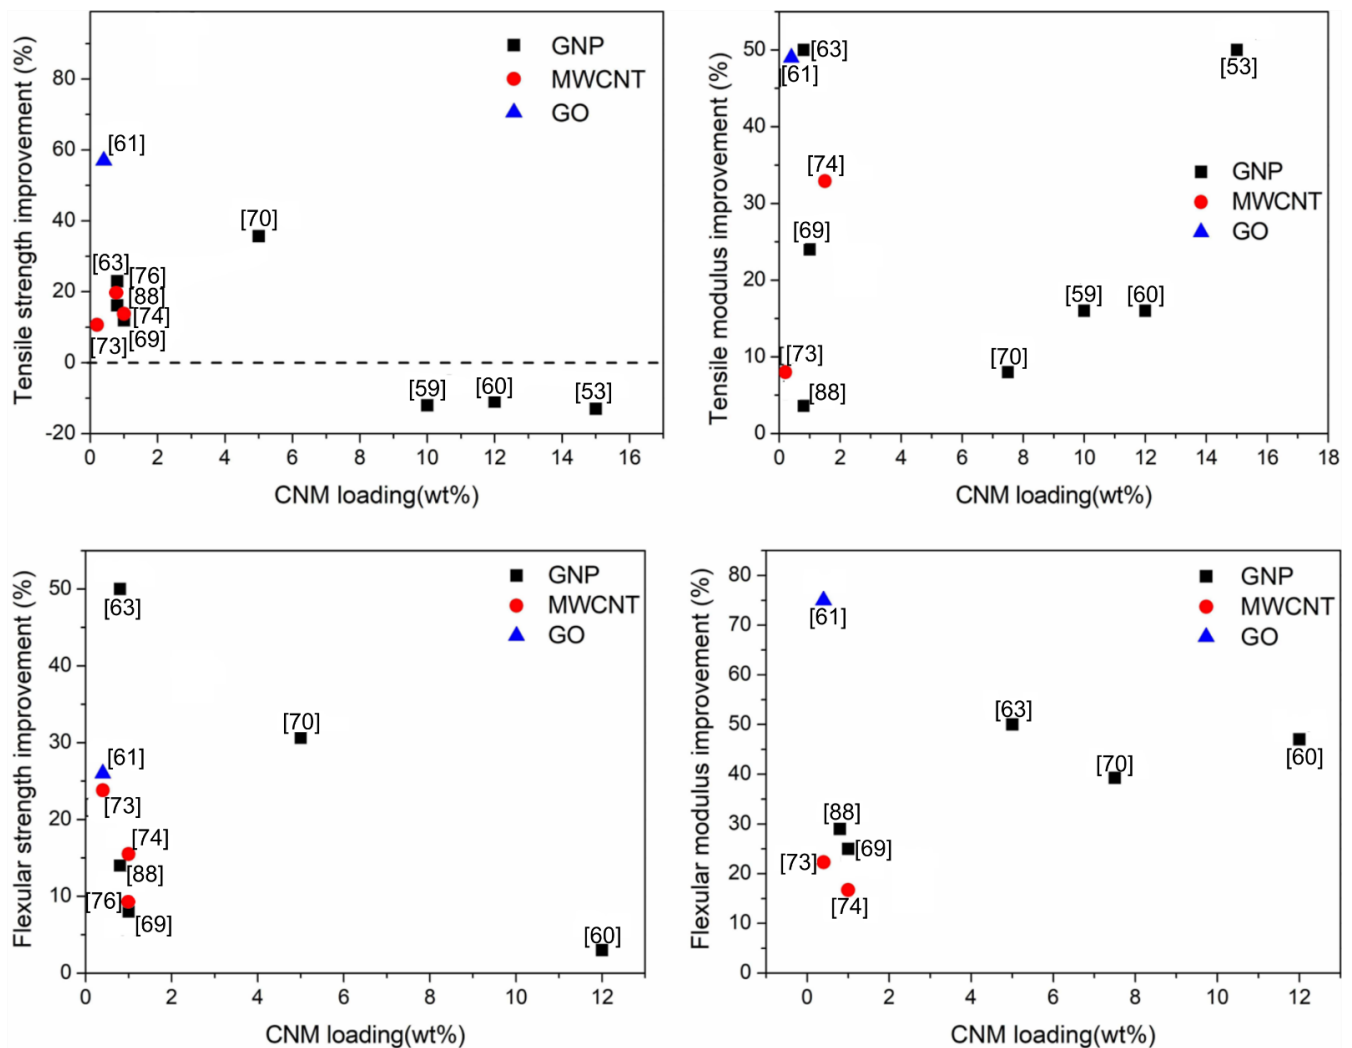 Tensile strength improvement (%)
80
60
40
20
0
-20
GNP
MWCNT
GO
[61]
[70]
[63]
[76]
[88]
[74]
[73]
[69]
[59]
[60]
[53]
0 2 4 6 8 10 12 14 16
CNM loading(wt%)
Tensile modulus improvement (%)
50
40
30
20
10
0
[63]
[61]
[53]
[74]
GNP
MWCNT
GO
[69]
[59]
[60]
[73]
[70]
[88]
0 2 4 6 8 10 12 14 16 18
CNM loading(wt%)
Flexular strength improvement (%)
50
40
30
20
10
0
GNP
MWCNT
GO
[63]
[70]
[61]
[73]
[74]
[88]
[76]
[69]
[60]
0 2 4 6 8 10 12
CNM loading(wt%)
Flexular modulus improvement (%)
80
70
60
50
40
30
20
10
0
GNP
MWCNT
GO
[61]
[63]
[60]
[70]
[88]
[69]
[73]
[74]
0 2 4 6 8 10 12
CNM loading(wt%)